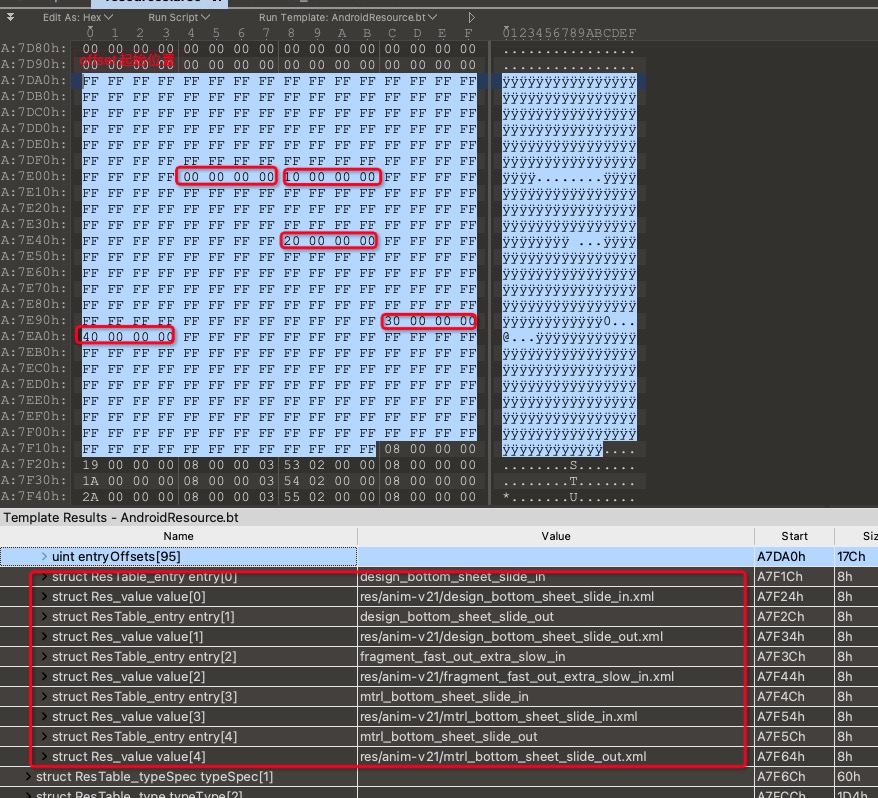 Edit As: Hex Run Script Run Template: AndroidResource.bt
0 1 2 3 4 5 6 7 8 9 A B C D E F 0123456789ABCDEF
A:7D80h: 00 00 00 00 00 00 00 00 00 00 00 00 00 00 00 00 ................
offset起始位置
A:7D90h: 00 00 00 00 00 00 00 00 00 00 00 00 00 00 00 00 ................
A:7DA0h: FF FF FF FF FF FF FF FF FF FF FF FF FF FF FF FF ÿÿÿÿÿÿÿÿÿÿÿÿÿÿÿÿ
A:7DB0h: FF FF FF FF FF FF FF FF FF FF FF FF FF FF FF FF ÿÿÿÿÿÿÿÿÿÿÿÿÿÿÿÿ
A:7DC0h: FF FF FF FF FF FF FF FF FF FF FF FF FF FF FF FF ÿÿÿÿÿÿÿÿÿÿÿÿÿÿÿÿ
A:7DD0h: FF FF FF FF FF FF FF FF FF FF FF FF FF FF FF FF ÿÿÿÿÿÿÿÿÿÿÿÿÿÿÿÿ
A:7DE0h: FF FF FF FF FF FF FF FF FF FF FF FF FF FF FF FF ÿÿÿÿÿÿÿÿÿÿÿÿÿÿÿÿ
A:7DF0h: FF FF FF FF FF FF FF FF FF FF FF FF FF FF FF FF ÿÿÿÿÿÿÿÿÿÿÿÿÿÿÿÿ
A:7E00h: FF FF FF FF 00 00 00 00 10 00 00 00 FF FF FF FF ÿÿÿÿ........ÿÿÿÿ
A:7E10h: FF FF FF FF FF FF FF FF FF FF FF FF FF FF FF FF ÿÿÿÿÿÿÿÿÿÿÿÿÿÿÿÿ
A:7E20h: FF FF FF FF FF FF FF FF FF FF FF FF FF FF FF FF ÿÿÿÿÿÿÿÿÿÿÿÿÿÿÿÿ
A:7E30h: FF FF FF FF FF FF FF FF FF FF FF FF FF FF FF FF ÿÿÿÿÿÿÿÿÿÿÿÿÿÿÿÿ
A:7E40h: FF FF FF FF FF FF FF FF 20 00 00 00 FF FF FF FF ÿÿÿÿÿÿÿÿ ...ÿÿÿÿ
A:7E50h: FF FF FF FF FF FF FF FF FF FF FF FF FF FF FF FF ÿÿÿÿÿÿÿÿÿÿÿÿÿÿÿÿ
A:7E60h: FF FF FF FF FF FF FF FF FF FF FF FF FF FF FF FF ÿÿÿÿÿÿÿÿÿÿÿÿÿÿÿÿ
A:7E70h: FF FF FF FF FF FF FF FF FF FF FF FF FF FF FF FF ÿÿÿÿÿÿÿÿÿÿÿÿÿÿÿÿ
A:7E80h: FF FF FF FF FF FF FF FF FF FF FF FF FF FF FF FF ÿÿÿÿÿÿÿÿÿÿÿÿÿÿÿÿ
A:7E90h: FF FF FF FF FF FF FF FF FF FF FF FF 30 00 00 00 ÿÿÿÿÿÿÿÿÿÿÿÿ0...
A:7EA0h: 40 00 00 00 FF FF FF FF FF FF FF FF FF FF FF FF @...ÿÿÿÿÿÿÿÿÿÿÿÿ
A:7EB0h: FF FF FF FF FF FF FF FF FF FF FF FF FF FF FF FF ÿÿÿÿÿÿÿÿÿÿÿÿÿÿÿÿ
A:7EC0h: FF FF FF FF FF FF FF FF FF FF FF FF FF FF FF FF ÿÿÿÿÿÿÿÿÿÿÿÿÿÿÿÿ
A:7ED0h: FF FF FF FF FF FF FF FF FF FF FF FF FF FF FF FF ÿÿÿÿÿÿÿÿÿÿÿÿÿÿÿÿ
A:7EE0h: FF FF FF FF FF FF FF FF FF FF FF FF FF FF FF FF ÿÿÿÿÿÿÿÿÿÿÿÿÿÿÿÿ
A:7EF0h: FF FF FF FF FF FF FF FF FF FF FF FF FF FF FF FF ÿÿÿÿÿÿÿÿÿÿÿÿÿÿÿÿ
A:7F00h: FF FF FF FF FF FF FF FF FF FF FF FF FF FF FF FF ÿÿÿÿÿÿÿÿÿÿÿÿÿÿÿÿ
A:7F10h: FF FF FF FF FF FF FF FF FF FF FF FF 08 00 00 00 ÿÿÿÿÿÿÿÿÿÿÿÿ....
A:7F20h: 19 00 00 00 08 00 00 03 53 02 00 00 08 00 00 00 ........S.......
A:7F30h: 1A 00 00 00 08 00 00 03 54 02 00 00 08 00 00 00 ........T.......
A:7F40h: 2A 00 00 00 08 00 00 03 55 02 00 00 08 00 00 00 *.......U.......
Template Results - AndroidResource.bt
Name Value Start Siz
uint entryOffsets[95] A7DA0h 17Ch
struct ResTable_entry entry[0] design_bottom_sheet_slide_in A7F1Ch 8h
struct Res_value value[0] res/anim-v21/design_bottom_sheet_slide_in.xml A7F24h 8h
struct ResTable_entry entry[1] design_bottom_sheet_slide_out A7F2Ch 8h
struct Res_value value[1] res/anim-v21/design_bottom_sheet_slide_out.xml A7F34h 8h
struct ResTable_entry entry[2] fragment_fast_out_extra_slow_in A7F3Ch 8h
struct Res_value value[2] res/anim-v21/fragment_fast_out_extra_slow_in.xml A7F44h 8h
struct ResTable_entry entry[3] mtrl_bottom_sheet_slide_in A7F4Ch 8h
struct Res_value value[3] res/anim-v21/mtrl_bottom_sheet_slide_in.xml A7F54h 8h
struct ResTable_entry entry[4] mtrl_bottom_sheet_slide_out A7F5Ch 8h
struct Res_value value[4] res/anim-v21/mtrl_bottom_sheet_slide_out.xml A7F64h 8h
struct ResTable_typeSpec typeSpec[1] A7F6Ch 60h
struct ResTable_type typeType[2] A7FCCh 1D4h